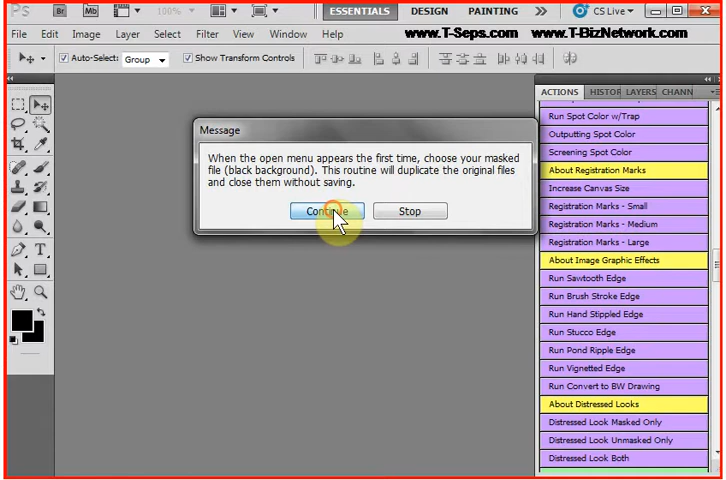 Ps Br Mb 100% ESSENTIALS DESIGN PAINTING CS Live
File Edit Image Layer Select Filter View Window Help www.T-Seps.com www.T-BizNetwork.com
Auto-Select: Group Show Transform Controls
ACTIONS HISTOR LAYERS CHANN
Run Spot Color w/Trap
Outputting Spot Color
Screening Spot Color
About Registration Marks
Increase Canvas Size
Registration Marks - Small
Registration Marks - Medium
Registration Marks - Large
About Image Graphic Effects
Run Sawtooth Edge
Run Brush Stroke Edge
Run Hand Stippled Edge
Run Stucco Edge
Run Pond Ripple Edge
Run Vignetted Edge
Run Convert to BW Drawing
About Distressed Looks
Distressed Look Masked Only
Distressed Look Unmasked Only
Distressed Look Both
Message
When the open menu appears the first time, choose your masked
file (black background). This routine will duplicate the original files
and close them without saving.
Continue Stop